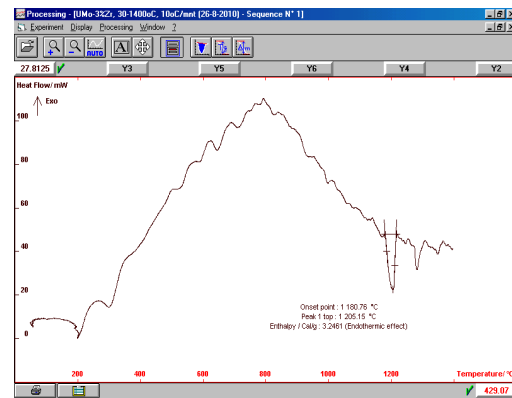 Processing - [UMo-3%Zr, 30-1400oC, 10oC/mnt (26-8-2010) - Sequence N° 1]
Experiment Display Processing Window ?
AUTO A
27.8125 Y3 Y5 Y6 Y4 Y2
Heat Flow/mW
Exo
100
80
60
40
20
0
Onset point : 1 180.76 °C
Peak 1 top : 1 205.15 °C
Enthalpy / Cal/g : 3.2461 (Endothermic effect)
200 400 600 800 1000 1200 Temperature/ °C
429.07